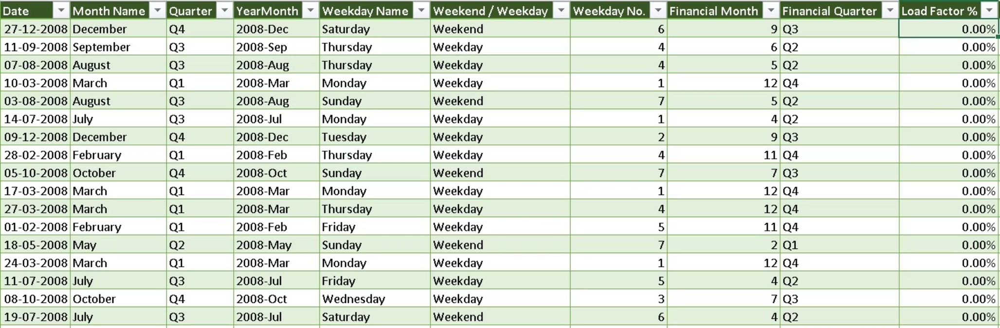 Date Month Name Quarter YearMonth Weekday Name Weekend / Weekday Weekday No. Financial Month Financial Quarter Load Factor %
27-12-2008 December Q4 2008-Dec Saturday Weekend 6 9 Q3 0.00%
11-09-2008 September Q3 2008-Sep Thursday Weekday 4 6 Q2 0.00%
07-08-2008 August Q3 2008-Aug Thursday Weekday 4 5 Q2 0.00%
10-03-2008 March Q1 2008-Mar Monday Weekday 1 12 Q4 0.00%
03-08-2008 August Q3 2008-Aug Sunday Weekend 7 5 Q2 0.00%
14-07-2008 July Q3 2008-Jul Monday Weekday 1 4 Q2 0.00%
09-12-2008 December Q4 2008-Dec Tuesday Weekday 2 9 Q3 0.00%
28-02-2008 February Q1 2008-Feb Thursday Weekday 4 11 Q4 0.00%
05-10-2008 October Q4 2008-Oct Sunday Weekend 7 7 Q3 0.00%
17-03-2008 March Q1 2008-Mar Monday Weekday 1 12 Q4 0.00%
27-03-2008 March Q1 2008-Mar Thursday Weekday 4 12 Q4 0.00%
01-02-2008 February Q1 2008-Feb Friday Weekday 5 11 Q4 0.00%
18-05-2008 May Q2 2008-May Sunday Weekend 7 2 Q1 0.00%
24-03-2008 March Q1 2008-Mar Monday Weekday 1 12 Q4 0.00%
11-07-2008 July Q3 2008-Jul Friday Weekday 5 4 Q2 0.00%
08-10-2008 October Q4 2008-Oct Wednesday Weekday 3 7 Q3 0.00%
19-07-2008 July Q3 2008-Jul Saturday Weekend 6 4 Q2 0.00%